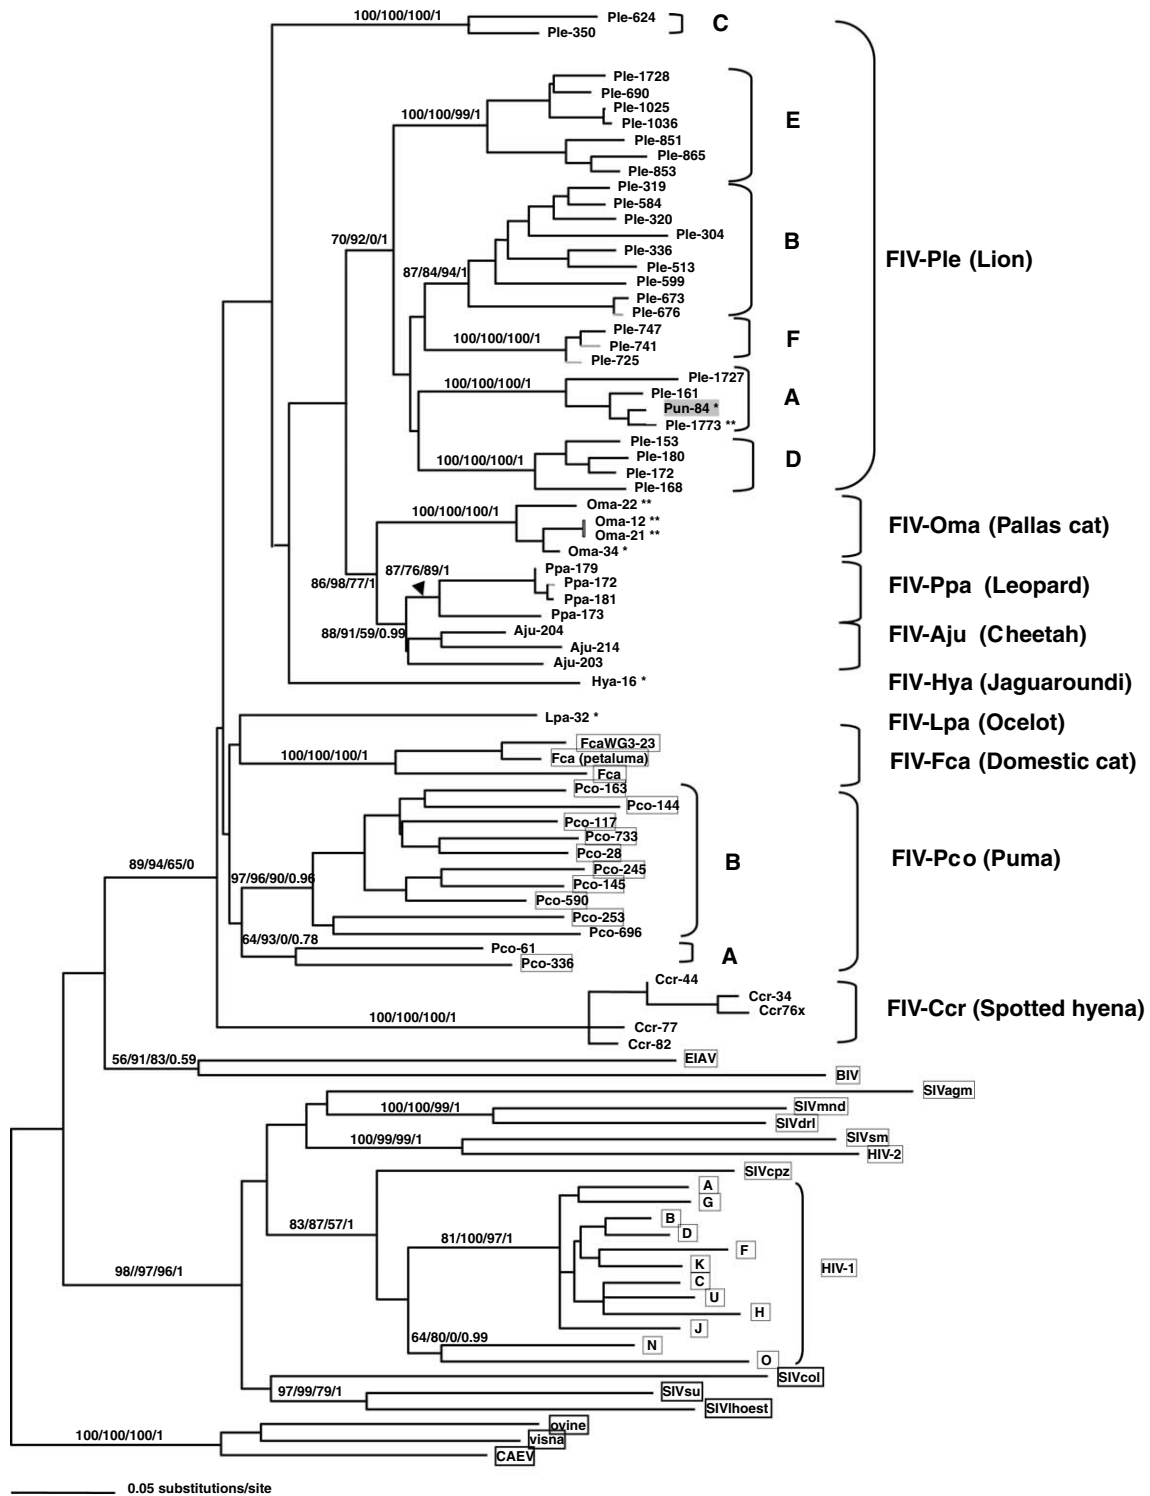 100/100/100/1
Ple-624
Ple-350
C
Ple-1728
Ple-690
Ple-1025
Ple-1036
100/100/99/1
Ple-851
Ple-865
Ple-853
E
Ple-319
Ple-584
Ple-320
Ple-304
70/92/0/1
Ple-336
Ple-513
87/84/94/1
Ple-599
Ple-673
Ple-676
B
FIV-Ple (Lion)
Ple-747
100/100/100/1
Ple-741
Ple-725
F
Ple-1727
100/100/100/1
Ple-161
Pun-84 *
Ple-1773 **
A
Ple-153
Ple-180
100/100/100/1
Ple-172
Ple-168
D
Oma-22 **
100/100/100/1
Oma-12 **
Oma-21 **
Oma-34 *
FIV-Oma (Pallas cat)
87/76/89/1
Ppa-179
86/98/77/1
Ppa-172
Ppa-181
Ppa-173
FIV-Ppa (Leopard)
88/91/59/0.99
Aju-204
Aju-214
Aju-203
FIV-Aju (Cheetah)
Hya-16 *
FIV-Hya (Jaguaroundi)
Lpa-32 *
FIV-Lpa (Ocelot)
FcaWG3-23
100/100/100/1
Fca (petaluma)
Fca
FIV-Fca (Domestic cat)
Pco-163
Pco-144
Pco-117
Pco-733
Pco-28
89/94/65/0
Pco-245
97/96/90/0.96
Pco-145
Pco-590
Pco-253
Pco-696
B
FIV-Pco (Puma)
64/93/0/0.78
Pco-61
Pco-336
A
Ccr-44
Ccr-34
Ccr76x
100/100/100/1
Ccr-77
Ccr-82
FIV-Ccr (Spotted hyena)
56/91/83/0.59
EIAV
BIV
SIVagm
100/100/99/1
SIVmnd
SIVdrl
100/99/99/1
SIVsm
HIV-2
SIVcpz
A
G
83/87/57/1
B
81/100/97/1
D
F
K
98//97/96/1
C
U
H
J
HIV-1
64/80/0/0.99
N
O
SIVcol
97/99/79/1
SIVsu
SIVlhoest
ovine
100/100/100/1
visna
CAEV
0.05 substitutions/site